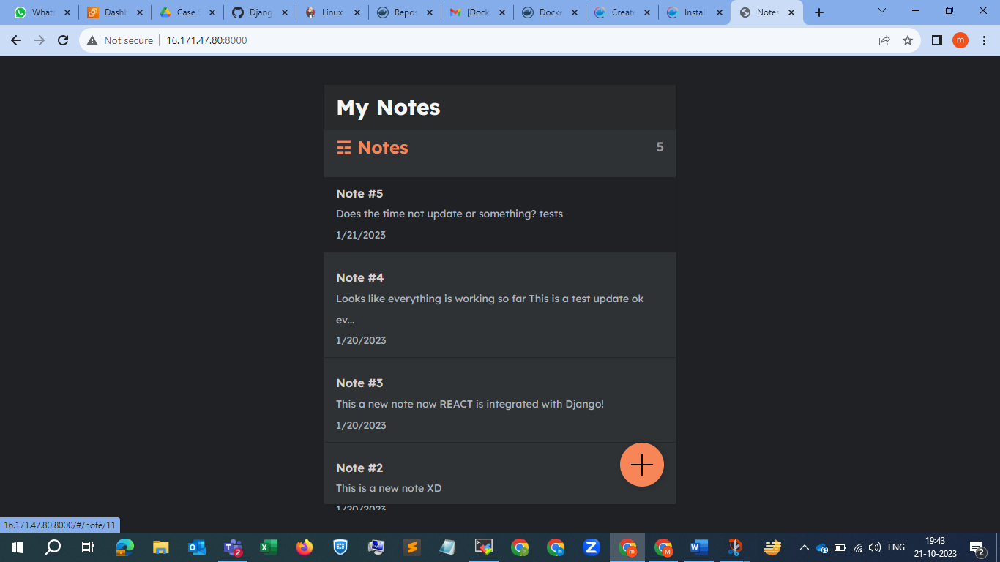 Whats
Dashb
Case S
Djang
Linux
Repos
[Dock
Docke
Create
Install
Notes
Not secure
16.171.47.80:8000
m
My Notes
Notes
5
Note #5
Does the time not update or something? tests
1/21/2023
Note #4
Looks like everything is working so far This is a test update ok
ev...
1/20/2023
Note #3
This a new note now REACT is integrated with Django!
1/20/2023
Note #2
This is a new note XD
1/20/2023
16.171.47.80:8000/#/note/11
2
m
M
ENG
19:43
21-10-2023
2